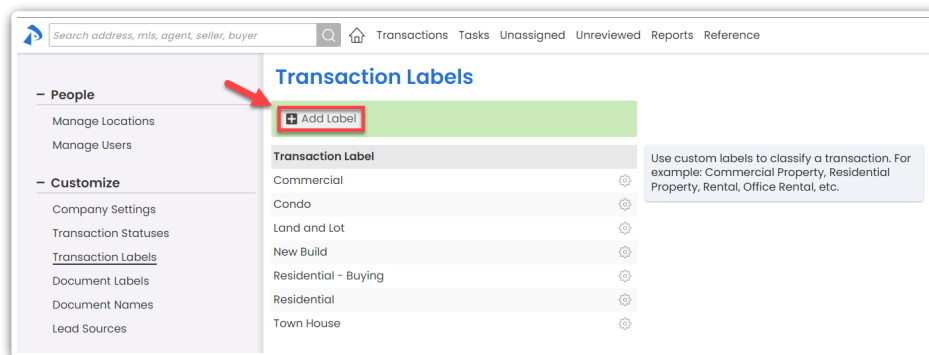 Search address, mls, agent, seller, buyer
Transactions Tasks Unassigned Unreviewed Reports Reference
− People
Manage Locations
Manage Users
− Customize
Company Settings
Transaction Statuses
Transaction Labels
Document Labels
Document Names
Lead Sources
Transaction Labels
Add Label
Transaction Label
Commercial
Condo
Land and Lot
New Build
Residential - Buying
Residential
Town House
Use custom labels to classify a transaction. For
example: Commercial Property, Residential
Property, Rental, Office Rental, etc.